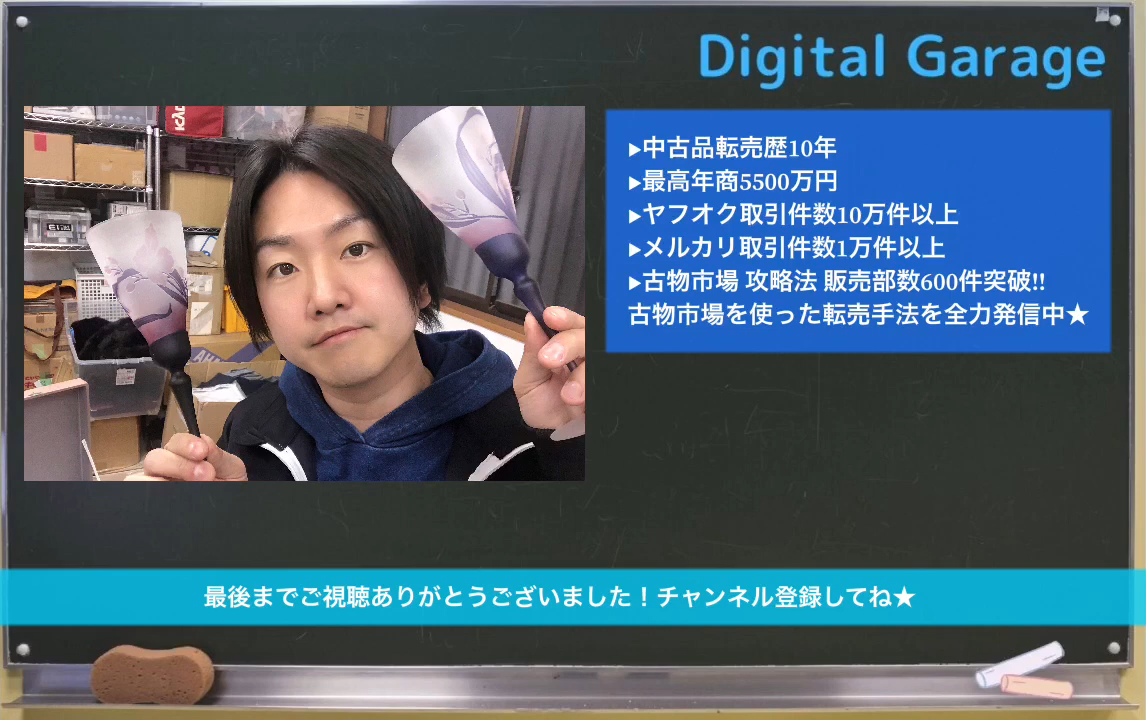 Digital Garage
▶中古品転売歴10年
▶最高年商5500万円
▶ヤフオク取引件数10万件以上
▶メルカリ取引件数1万件以上
▶古物市場 攻略法 販売部数600件突破!!
古物市場を使った転売手法を全力発信中★
最後までご視聴ありがとうございました！チャンネル登録してね★